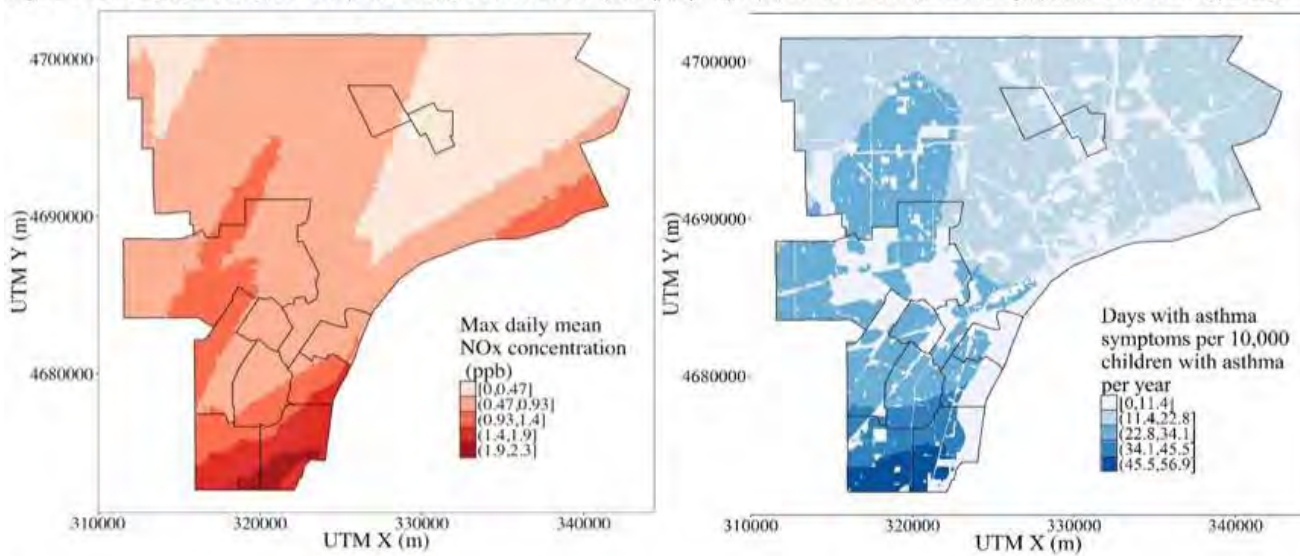 4700000
4690000
4680000
UTM Y (m)
310000
320000
330000
340000
UTM X (m)
Max daily mean
NOx concentration
(ppb)
[0,0.47]
(0.47,0.93]
(0.93,1.4]
(1.4,1.9]
(1.9,2.3]
4700000
4690000
4680000
UTM Y (m)
310000
320000
330000
340000
UTM X (m)
Days with asthma
symptoms per 10,000
children with asthma
per year
[0,11.4]
(11.4,22.8]
(22.8,34.1]
(34.1,45.5]
(45.5,56.9]